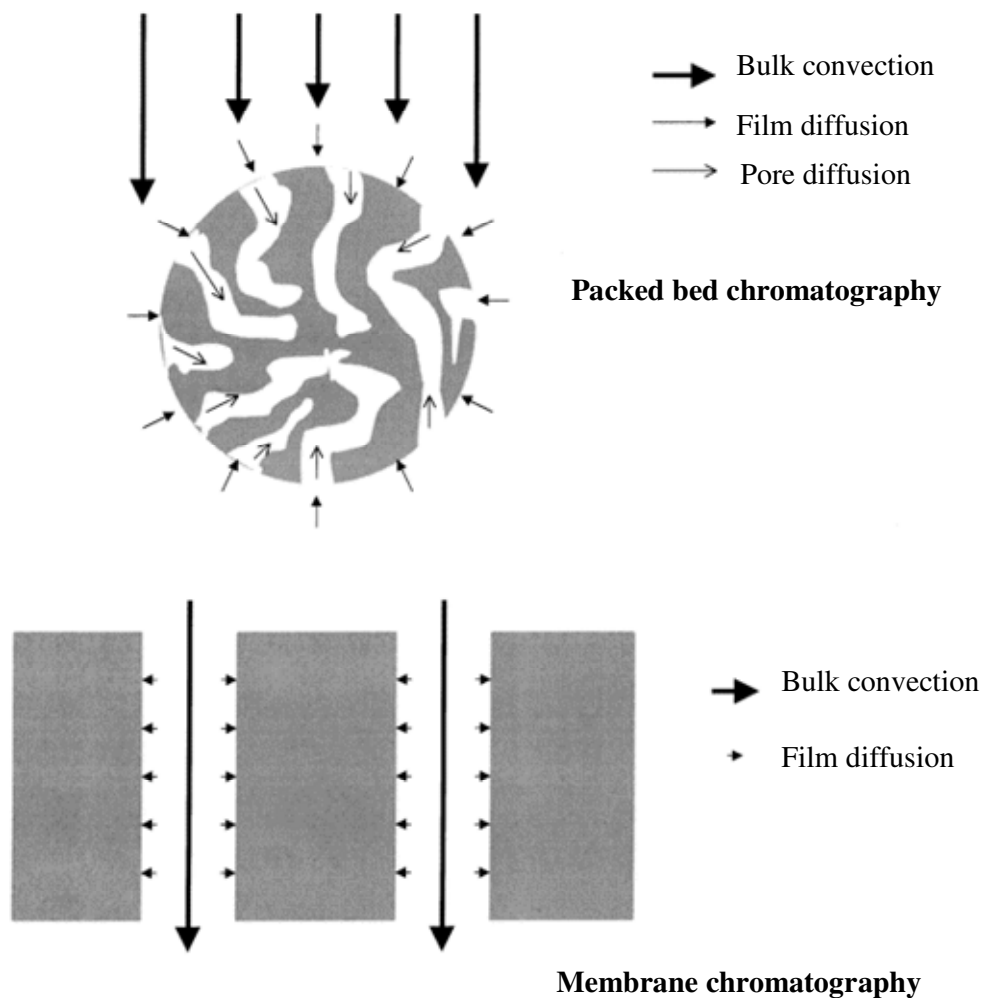 Bulk convection
Film diffusion
Pore diffusion
Packed bed chromatography
Bulk convection
Film diffusion
Membrane chromatography